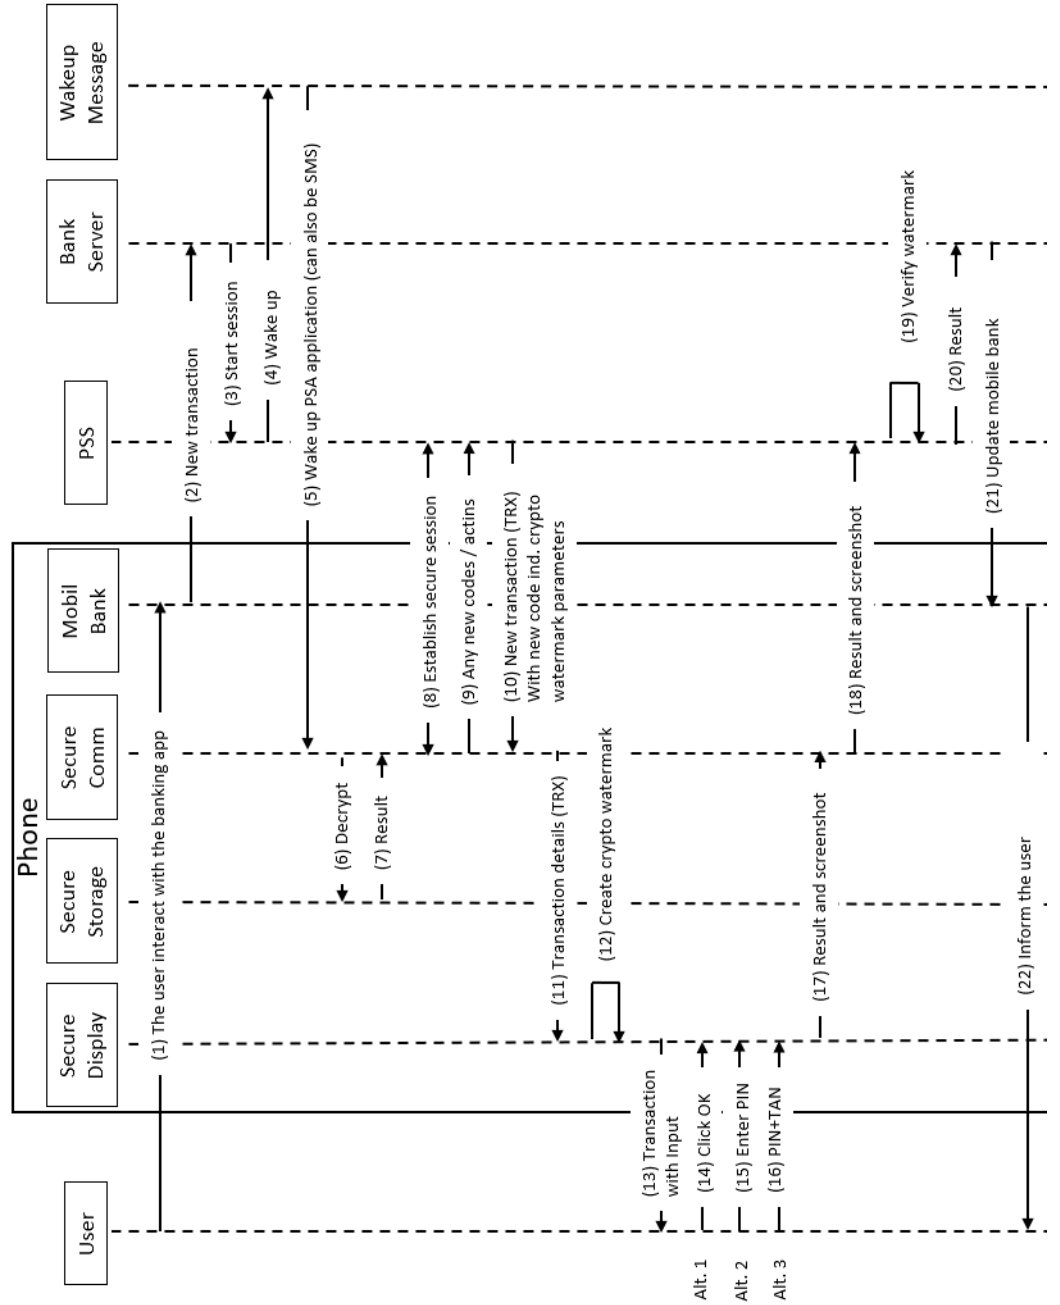 Phone
User
Secure
Display
Secure
Storage
Secure
Comm
Mobil
Bank
PSS
Bank
Server
Wakeup
Message
(1) The user interact with the banking app
(2) New transaction
(3) Start session
(4) Wake up
(5) Wake up PSA application (can also be SMS)
(6) Decrypt
(7) Result
(8) Establish secure session
(9) Any new codes / actins
(10) New transaction (TRX)
With new code ind. crypto
watermark parameters
(11) Transaction details (TRX)
(12) Create crypto watermark
(13) Transaction
with Input
Alt. 1
(14) Click OK
Alt. 2
(15) Enter PIN
Alt. 3
(16) PIN+TAN
(17) Result and screenshot
(18) Result and screenshot
(19) Verify watermark
(20) Result
(21) Update mobile bank
(22) Inform the user